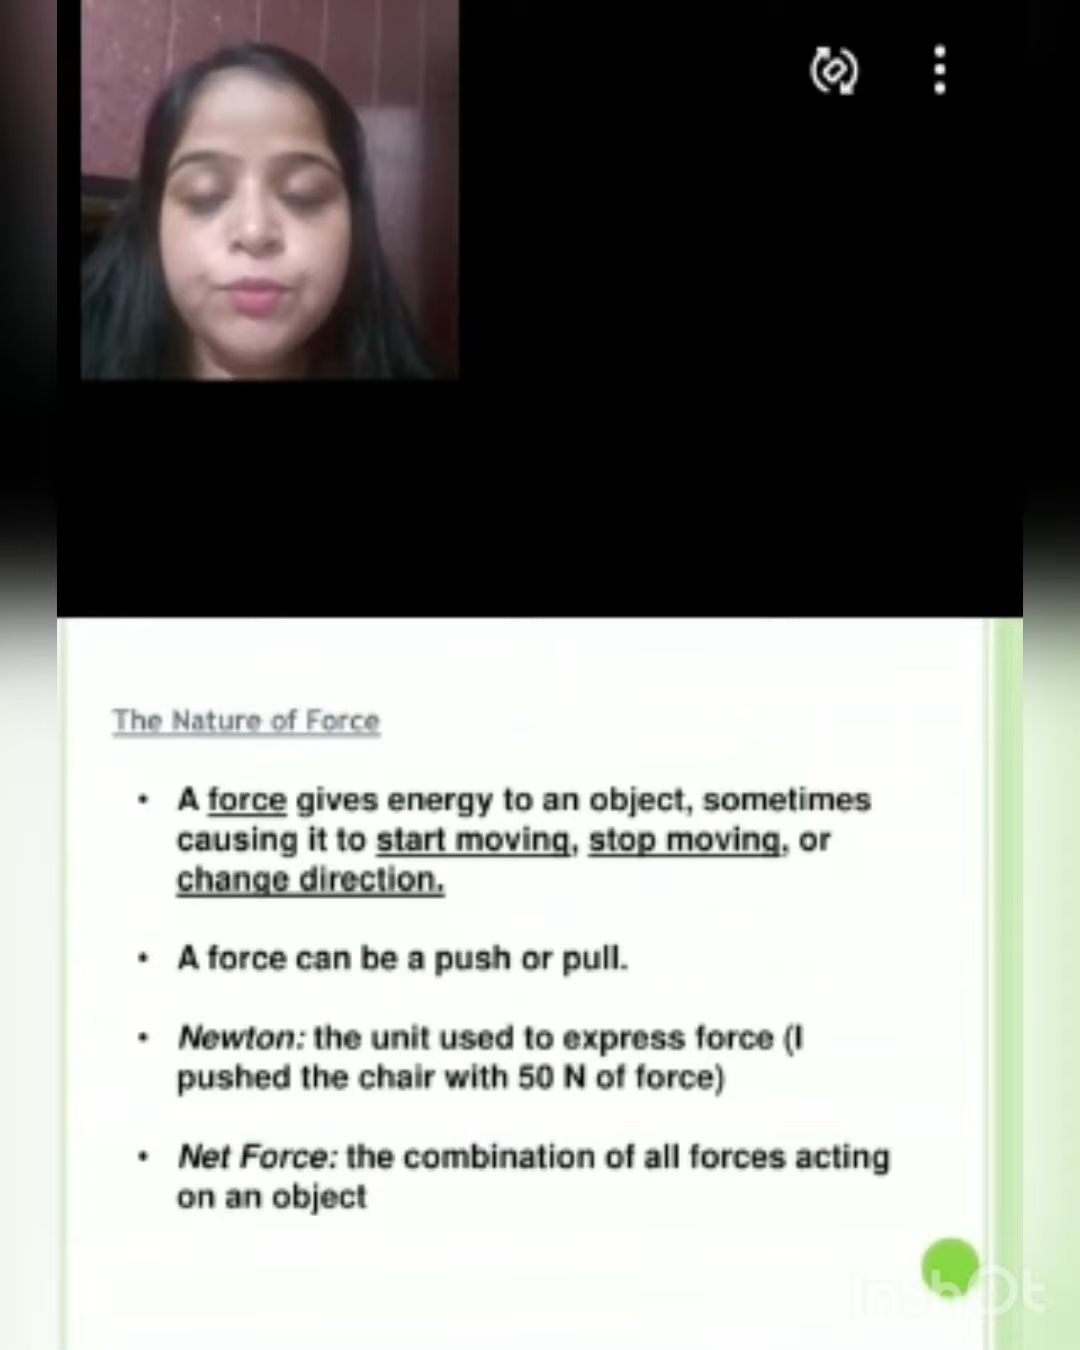 The Nature of Force
• A force gives energy to an object, sometimes
causing it to start moving, stop moving, or
change direction.
• A force can be a push or pull.
• Newton: the unit used to express force (I
pushed the chair with 50 N of force)
• Net Force: the combination of all forces acting
on an object
InShOt